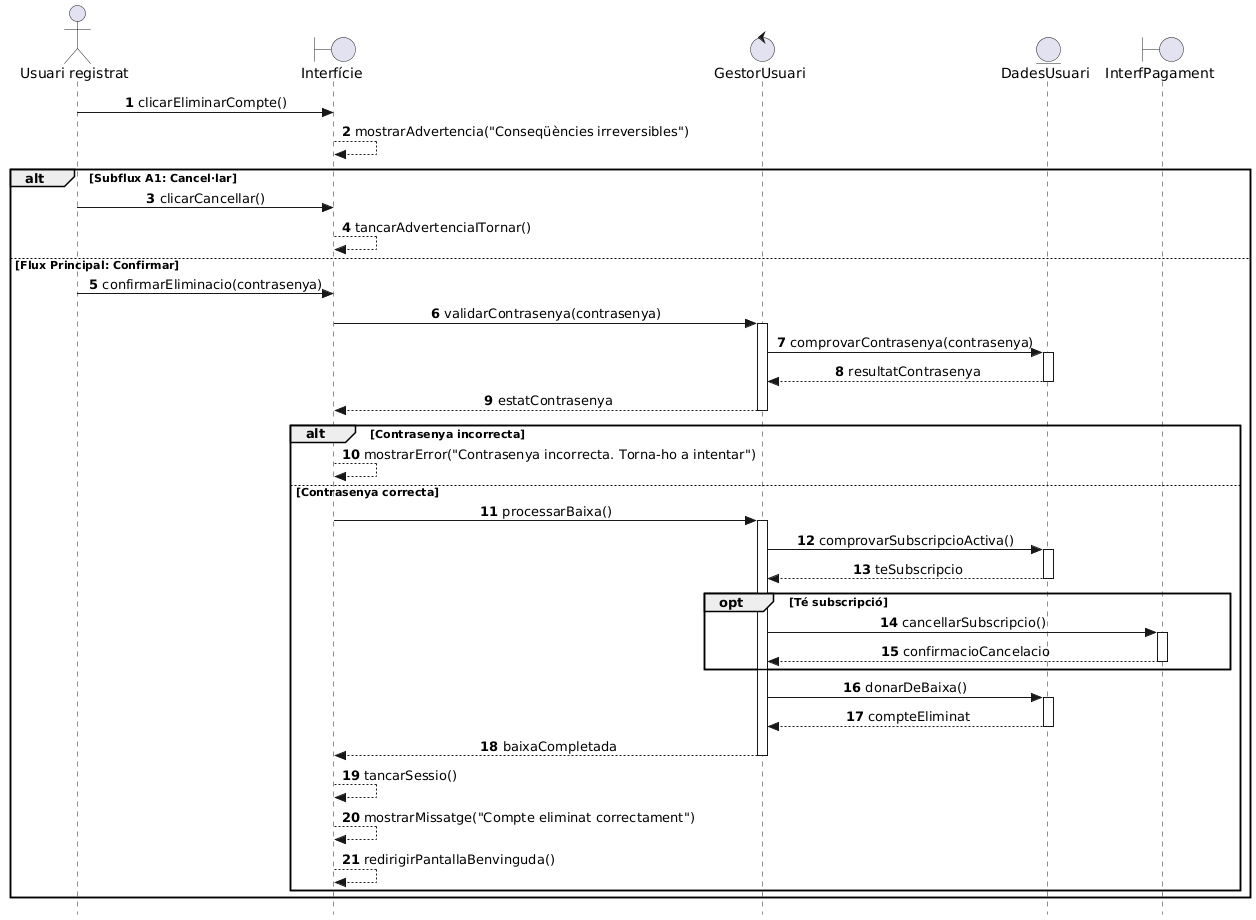 Usuari registrat
Interfície
GestorUsuari
DadesUsuari
InterfPagament
1 clicarEliminarCompte()
2 mostrarAdvertencia("Conseqüències irreversibles")
alt [Subflux A1: Cancel·lar]
3 clicarCancellar()
4 tancarAdvertenciaITornar()
[Flux Principal: Confirmar]
5 confirmarEliminacio(contrasenya)
6 validarContrasenya(contrasenya)
7 comprovarContrasenya(contrasenya)
8 resultatContrasenya
9 estatContrasenya
alt [Contrasenya incorrecta]
10 mostrarError("Contrasenya incorrecta. Torna-ho a intentar")
[Contrasenya correcta]
11 processarBaixa()
12 comprovarSubscripcioActiva()
13 teSubscripcio
opt [Té subscripció]
14 cancellarSubscripcio()
15 confirmacioCancelacio
16 donarDeBaixa()
17 compteEliminat
18 baixaCompletada
19 tancarSessio()
20 mostrarMissatge("Compte eliminat correctament")
21 redirigirPantallaBenvinguda()